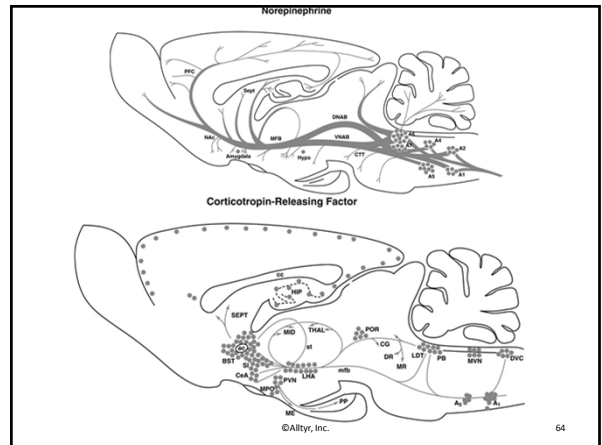 Norepinephrine
PFC
Sept
DNAB
NAc
MFB
VNAB
A6
A4
A2
Amygdala
Hypo
CTT
A5
A1
Corticotropin-Releasing Factor
cc
HIP
SEPT
MID
THAL
POR
CG
BST
st
DR
LDT
PB
MVN
DVC
SI
MR
CeA
PVN
LHA
mfb
MPO
ME
PP
A5
A1
©Alltyr, Inc.
64